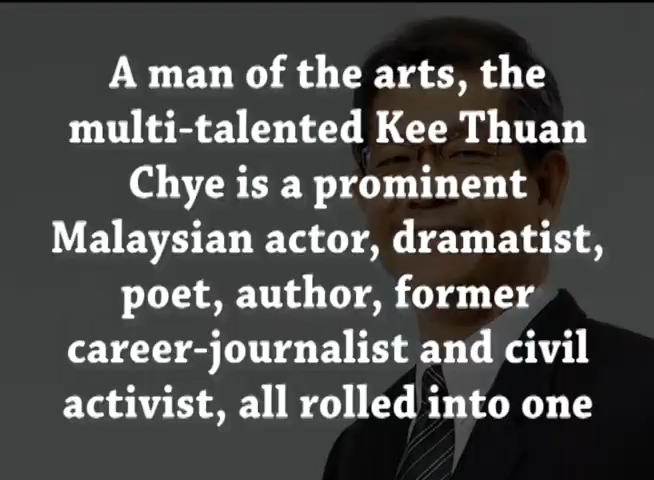 A man of the arts, the
multi-talented Kee Thuan
Chye is a prominent
Malaysian actor, dramatist,
poet, author, former
career-journalist and civil
activist, all rolled into one